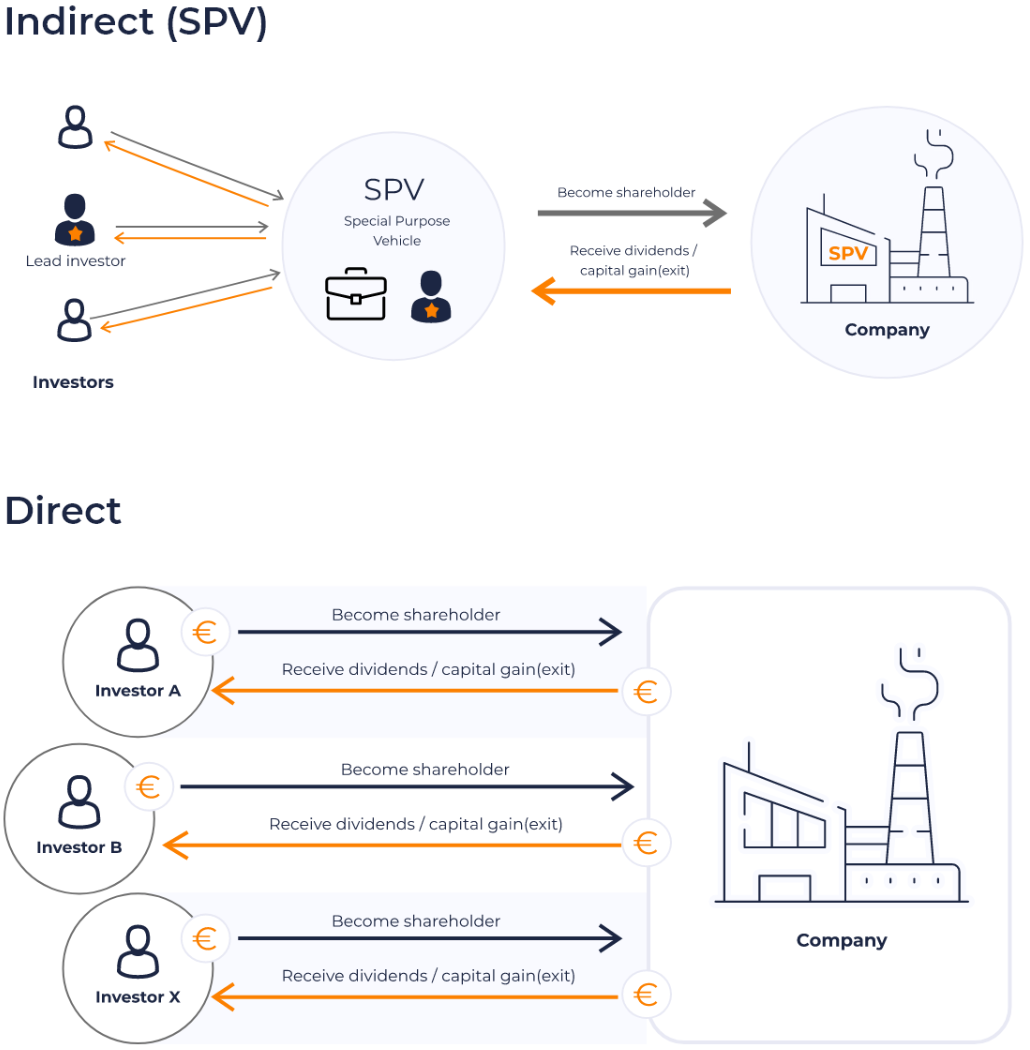 Indirect (SPV)
Lead investor
Investors
SPV
Special Purpose
Vehicle
Become shareholder
Receive dividends /
capital gain(exit)
SPV
Company
Direct
€
Become shareholder
Receive dividends / capital gain(exit)
€
Investor A
€
Become shareholder
Receive dividends / capital gain(exit)
€
Investor B
€
Become shareholder
Receive dividends / capital gain(exit)
€
Investor X
Company